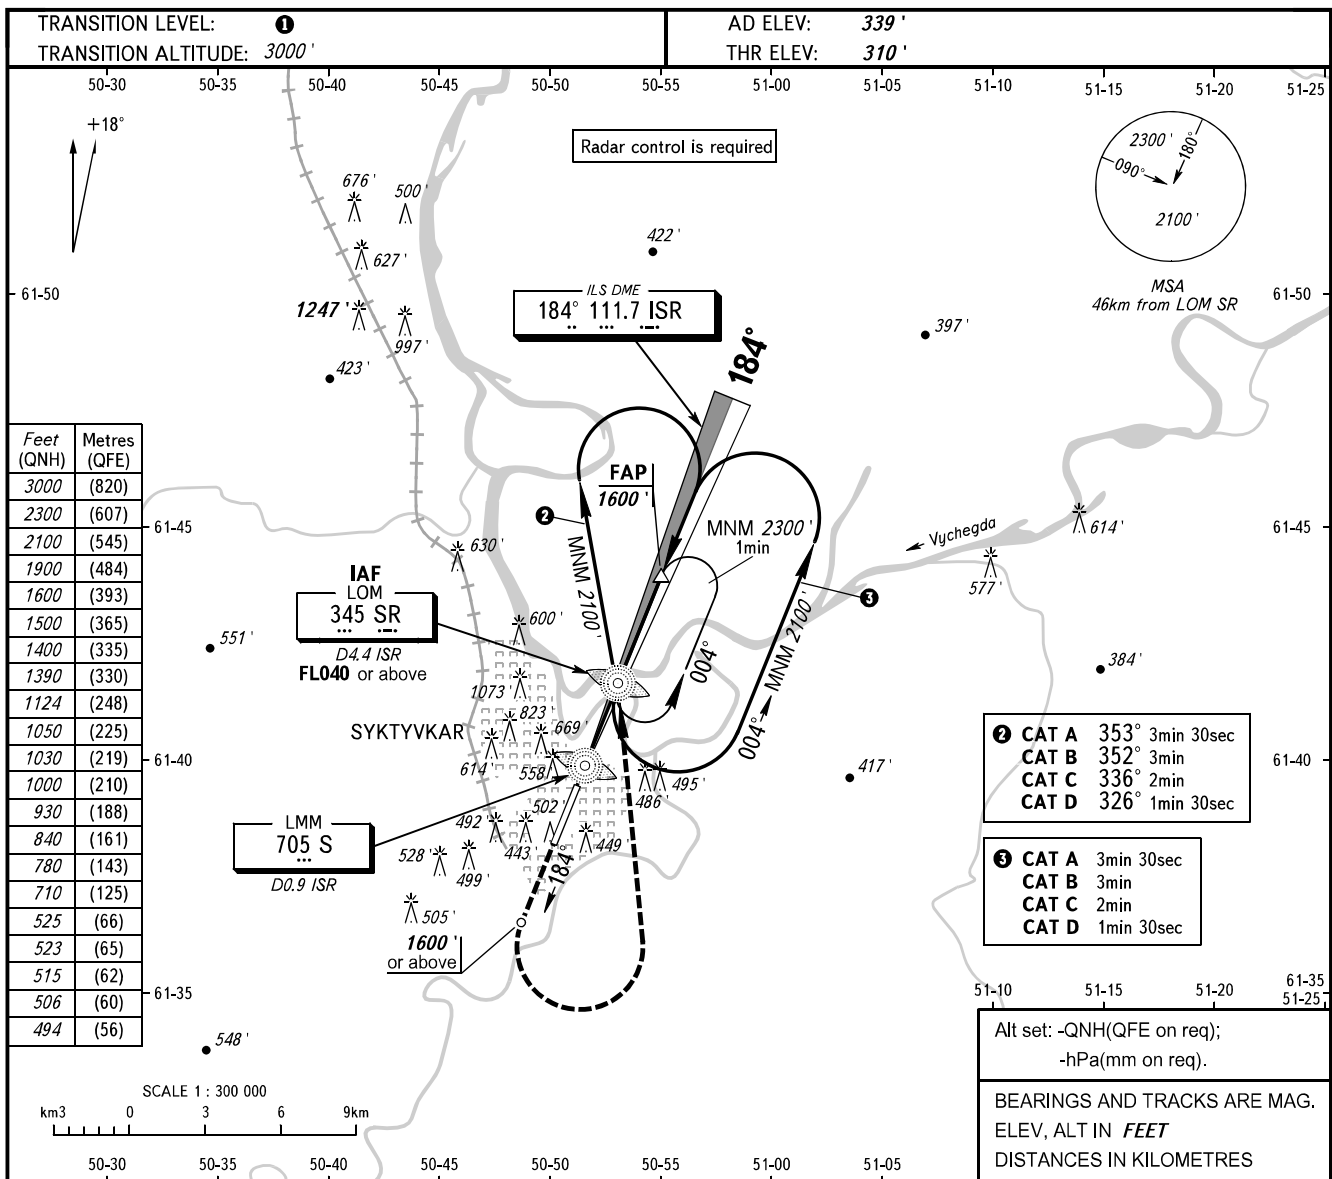 TRANSITION LEVEL: ❶
TRANSITION ALTITUDE: 3000'
AD ELEV: 339'
THR ELEV: 310'
50-30 50-35 50-40 50-45 50-50 50-55 51-00 51-05 51-10 51-15 51-20 51-25
+18°
Radar control is required
2300'
090°
180°
2100'
MSA
46km from LOM SR
676'
500'
627'
422'
61-50
61-50
1247'
997'
423'
397'
ILS DME
184° 111.7 ISR
184°
Feet (QNH) Metres (QFE)
3000 (820)
2300 (607)
2100 (545)
1900 (484)
1600 (393)
1500 (365)
1400 (335)
1390 (330)
1124 (248)
1050 (225)
1030 (219)
1000 (210)
930 (188)
840 (161)
780 (143)
710 (125)
525 (66)
523 (65)
515 (62)
506 (60)
494 (56)
FAP
1600'
❷
MNM 2100'
MNM 2300'
1min
Vychegda
61-45
61-45
614'
577'
630'
IAF
LOM
345 SR
D4.4 ISR
FL040 or above
600'
551'
❸
004°
004° MNM 2100'
384'
1073'
823'
669'
SYKTYVKAR
614'
558'
61-40
61-40
495'
486'
417'
502'
492'
443'
449'
528'
499'
505'
LMM
705 S
D0.9 ISR
184°
1600'
or above
❷ CAT A 353° 3min 30sec
CAT B 352° 3min
CAT C 336° 2min
CAT D 326° 1min 30sec
❸ CAT A 3min 30sec
CAT B 3min
CAT C 2min
CAT D 1min 30sec
61-35
61-35
51-10 51-15 51-20 51-25
548'
SCALE 1 : 300 000
km3 0 3 6 9km
50-30 50-35 50-40 50-45 50-50 50-55 51-00 51-05
Alt set: -QNH(QFE on req);
-hPa(mm on req).
BEARINGS AND TRACKS ARE MAG.
ELEV, ALT IN FEET
DISTANCES IN KILOMETRES